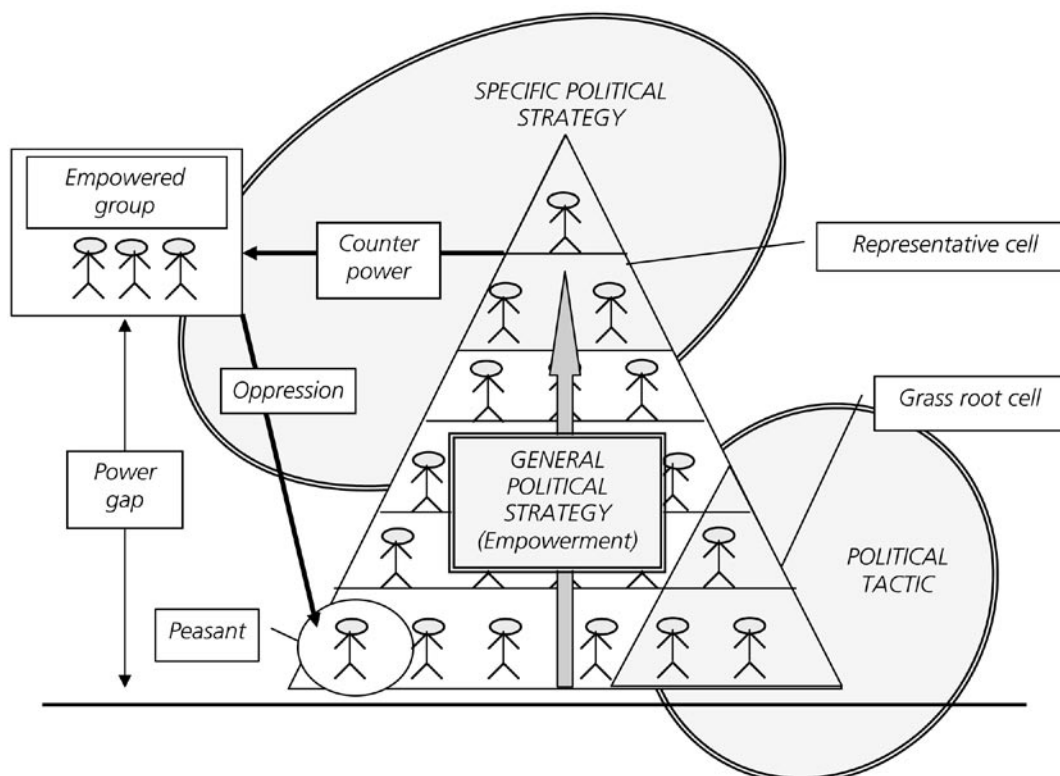 SPECIFIC POLITICAL
STRATEGY
Empowered
group
Counter
power
Representative cell
Oppression
Grass root cell
Power
gap
GENERAL
POLITICAL
STRATEGY
(Empowerment)
POLITICAL
TACTIC
Peasant